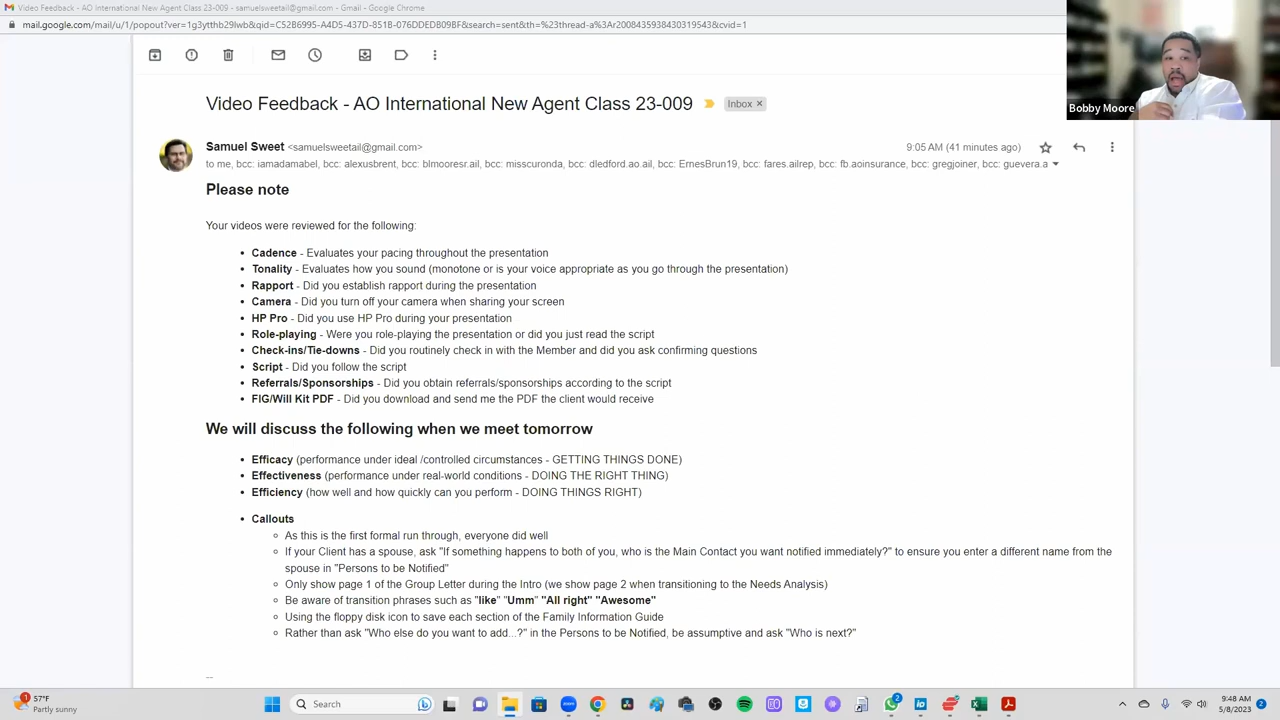 Video Feedback - AO International New Agent Class 23-009 - samuelsweetail@gmail.com - Gmail - Google Chrome
mail.google.com/mail/u/1/popout?ver=1g3ytthb29lwb&qid=C52B6995-A4D5-437D-851B-076DDEDB09BF&search=sent&th=%23thread-a%3Ar2008435938430319543&cvid=1
Bobby Moore
Video Feedback - AO International New Agent Class 23-009
Inbox ×
Samuel Sweet <samuelsweetail@gmail.com>
9:05 AM (41 minutes ago)
to me, bcc: iamadamabel, bcc: alexusbrent, bcc: blmooresr.ail, bcc: misscuronda, bcc: dledford.ao.ail, bcc: ErnesBrun19, bcc: fares.ailrep, bcc: fb.aoinsurance, bcc: gregjoiner, bcc: guevera.a
Please note
Your videos were reviewed for the following:
• Cadence - Evaluates your pacing throughout the presentation
• Tonality - Evaluates how you sound (monotone or is your voice appropriate as you go through the presentation)
• Rapport - Did you establish rapport during the presentation
• Camera - Did you turn off your camera when sharing your screen
• HP Pro - Did you use HP Pro during your presentation
• Role-playing - Were you role-playing the presentation or did you just read the script
• Check-ins/Tie-downs - Did you routinely check in with the Member and did you ask confirming questions
• Script - Did you follow the script
• Referrals/Sponsorships - Did you obtain referrals/sponsorships according to the script
• FIG/Will Kit PDF - Did you download and send me the PDF the client would receive
We will discuss the following when we meet tomorrow
• Efficacy (performance under ideal /controlled circumstances - GETTING THINGS DONE)
• Effectiveness (performance under real-world conditions - DOING THE RIGHT THING)
• Efficiency (how well and how quickly can you perform - DOING THINGS RIGHT)
• Callouts
◦ As this is the first formal run through, everyone did well
◦ If your Client has a spouse, ask "If something happens to both of you, who is the Main Contact you want notified immediately?" to ensure you enter a different name from the
spouse in "Persons to be Notified"
◦ Only show page 1 of the Group Letter during the Intro (we show page 2 when transitioning to the Needs Analysis)
◦ Be aware of transition phrases such as "like" "Umm" "All right" "Awesome"
◦ Using the floppy disk icon to save each section of the Family Information Guide
◦ Rather than ask "Who else do you want to add...?" in the Persons to be Notified, be assumptive and ask "Who is next?"
--
1
57°F
Partly sunny
Search
2
9:48 AM
5/8/2023
2